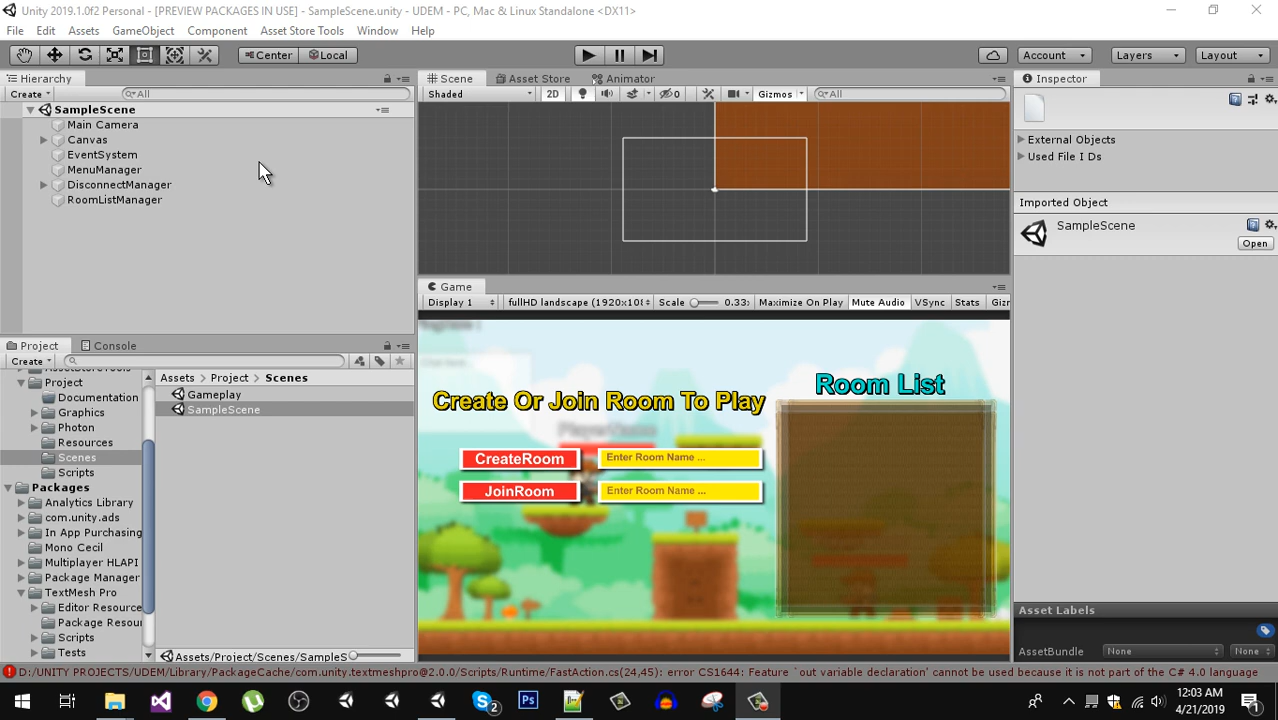 Unity 2019.1.0f2 Personal - [PREVIEW PACKAGES IN USE] - SampleScene.unity - UDEM - PC, Mac & Linux Standalone <DX11>
File Edit Assets GameObject Component Asset Store Tools Window Help
Center Local Account Layers Layout
Hierarchy Scene Asset Store Animator Inspector
Create All Shaded 2D 0 Gizmos All
SampleScene
Main Camera
Canvas
EventSystem
MenuManager
DisconnectManager
RoomListManager
External Objects
Used File I Ds
Imported Object
SampleScene
Open
Game
Display 1 fullHD landscape (1920x108 Scale 0.33 Maximize On Play Mute Audio VSync Stats Giz
Project Console
Create
Assets Project Scenes
Project
Documentation
Graphics
Photon
Resources
Scenes
Scripts
Packages
Analytics Library
com.unity.ads
In App Purchasing
Mono Cecil
Multiplayer HLAPI
Package Manager
TextMesh Pro
Editor Resource
Package Resou
Scripts
Tests
Gameplay
SampleScene
Assets/Project/Scenes/SampleS
Room List
Create Or Join Room To Play
PlayerName
CreateRoom Enter Room Name ...
JoinRoom Enter Room Name ...
Asset Labels
AssetBundle None None
D:/UNITY PROJECTS/UDEM/Library/PackageCache/com.unity.textmeshpro@2.0.0/Scripts/Runtime/FastAction.cs(24,45): error CS1644: Feature `out variable declaration' cannot be used because it is not part of the C# 4.0 language
12:03 AM
4/21/2019
2
1